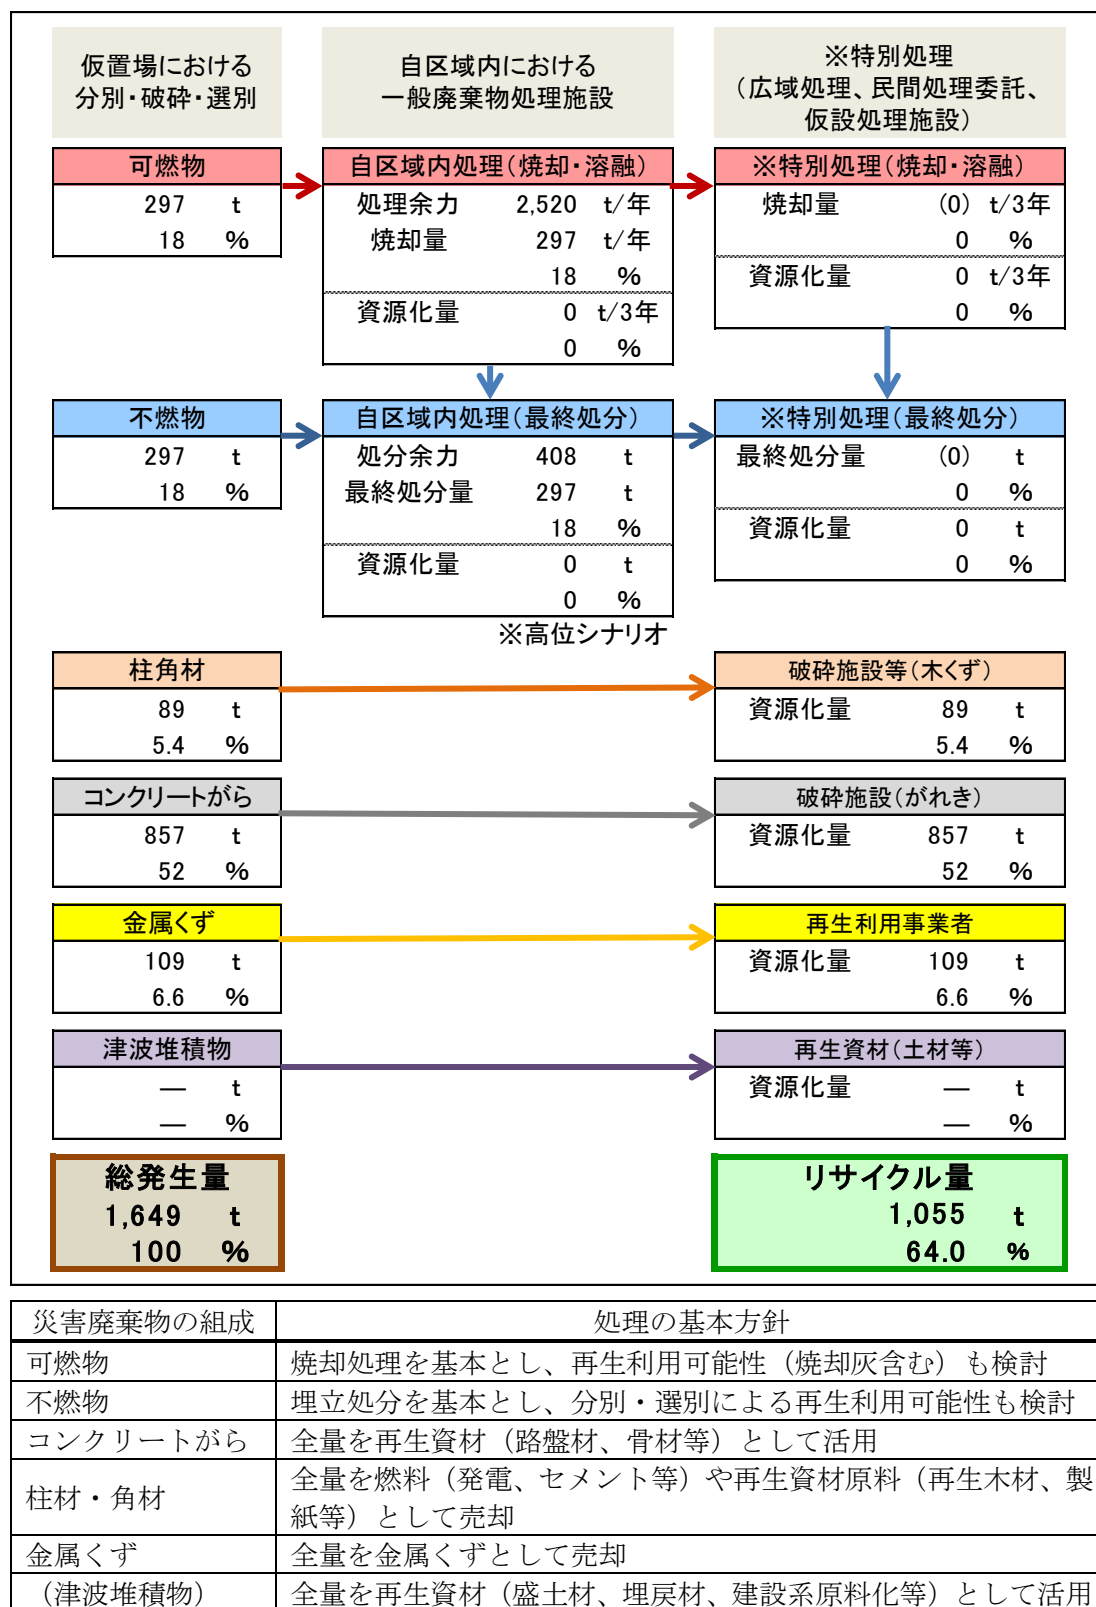 仮置場における
分別・破砕・選別
自区域内における
一般廃棄物処理施設
※特別処理
（広域処理、民間処理委託、
仮設処理施設）
可燃物
297 t
18 %
自区域内処理（焼却・溶融）
処理余力 2,520 t/年
焼却量 297 t/年
18 %
資源化量 0 t/3年
0 %
※特別処理（焼却・溶融）
焼却量 (0) t/3年
0 %
資源化量 0 t/3年
0 %
不燃物
297 t
18 %
自区域内処理（最終処分）
処分余力 408 t
最終処分量 297 t
18 %
資源化量 0 t
0 %
※高位シナリオ
※特別処理（最終処分）
最終処分量 (0) t
0 %
資源化量 0 t
0 %
柱角材
89 t
5.4 %
破砕施設等（木くず）
資源化量 89 t
5.4 %
コンクリートがら
857 t
52 %
破砕施設（がれき）
資源化量 857 t
52 %
金属くず
109 t
6.6 %
再生利用事業者
資源化量 109 t
6.6 %
津波堆積物
― t
― %
再生資材（土材等）
資源化量 ― t
― %
総発生量
1,649 t
100 %
リサイクル量
1,055 t
64.0 %
災害廃棄物の組成 処理の基本方針
可燃物 焼却処理を基本とし、再生利用可能性（焼却灰含む）も検討
不燃物 埋立処分を基本とし、分別・選別による再生利用可能性も検討
コンクリートがら 全量を再生資材（路盤材、骨材等）として活用
柱材・角材 全量を燃料（発電、セメント等）や再生資材原料（再生木材、製
紙等）として売却
金属くず 全量を金属くずとして売却
（津波堆積物） 全量を再生資材（盛土材、埋戻材、建設系原料化等）として活用